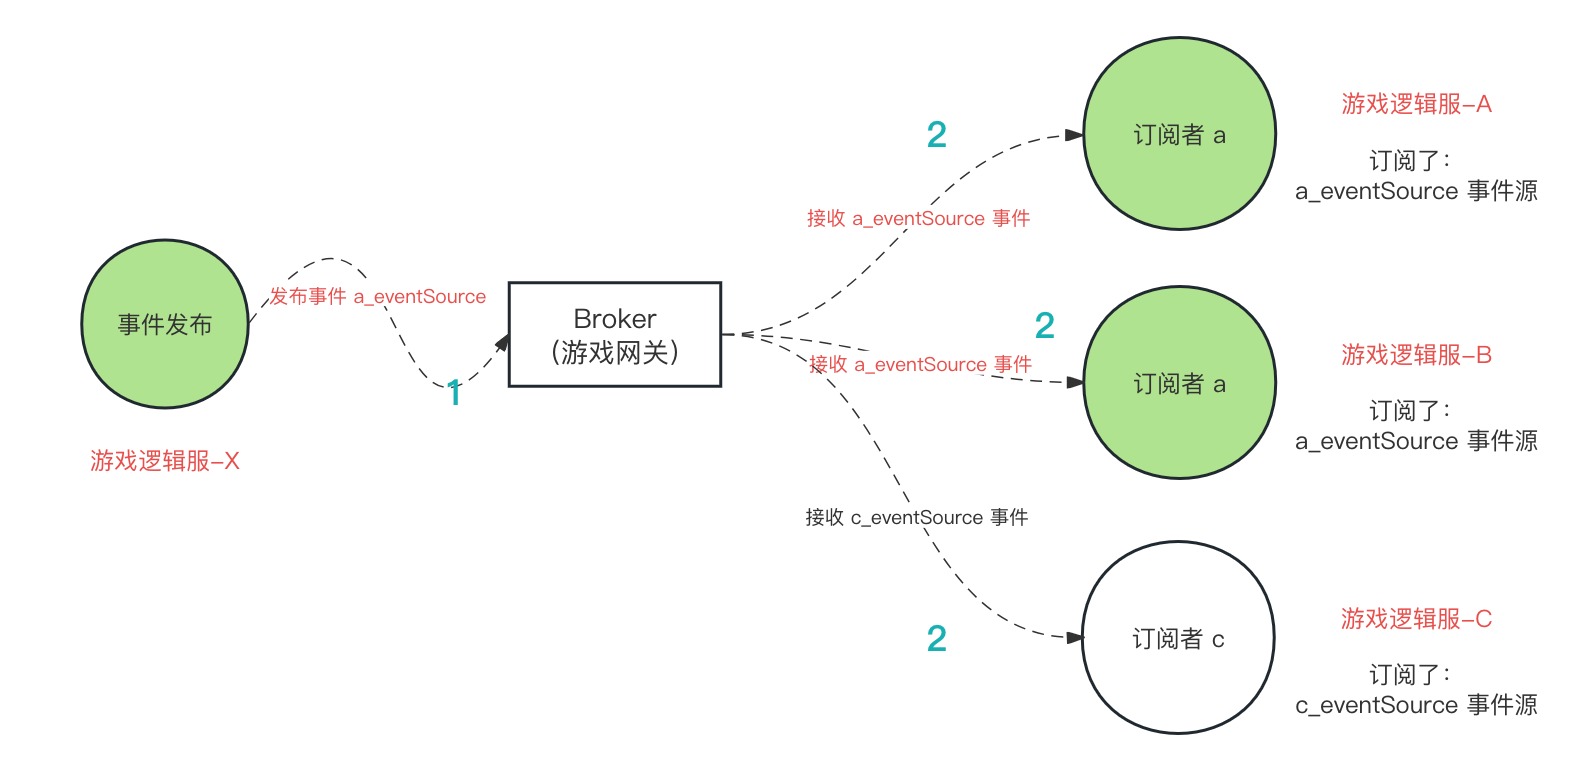 事件发布
游戏逻辑服-X
发布事件 a_eventSource
1
Broker
（游戏网关）
2
接收 a_eventSource 事件
订阅者 a
游戏逻辑服-A
订阅了：
a_eventSource 事件源
2
接收 a_eventSource 事件
订阅者 a
游戏逻辑服-B
订阅了：
a_eventSource 事件源
接收 c_eventSource 事件
2
订阅者 c
游戏逻辑服-C
订阅了：
c_eventSource 事件源